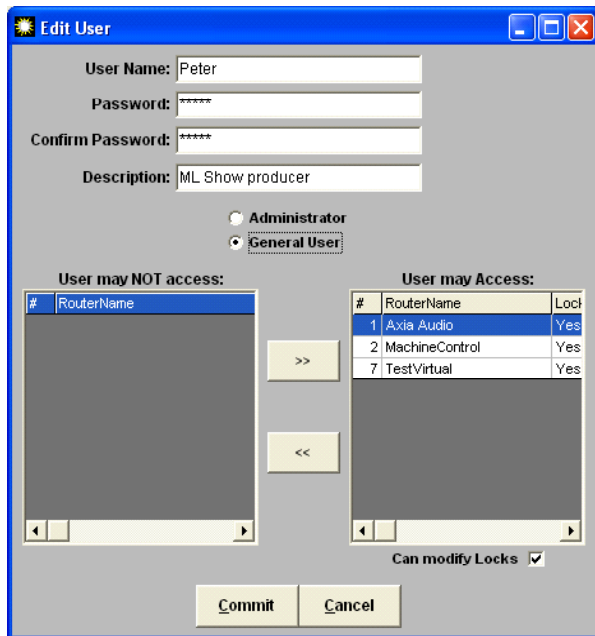 Edit User
User Name: Peter
Password: *****
Confirm Password: *****
Description: ML Show producer
Administrator
General User
User may NOT access: User may Access:
# RouterName # RouterName Lock
1 Axia Audio Yes
2 MachineControl Yes
7 TestVirtual Yes
>>
<<
Can modify Locks
Commit Cancel